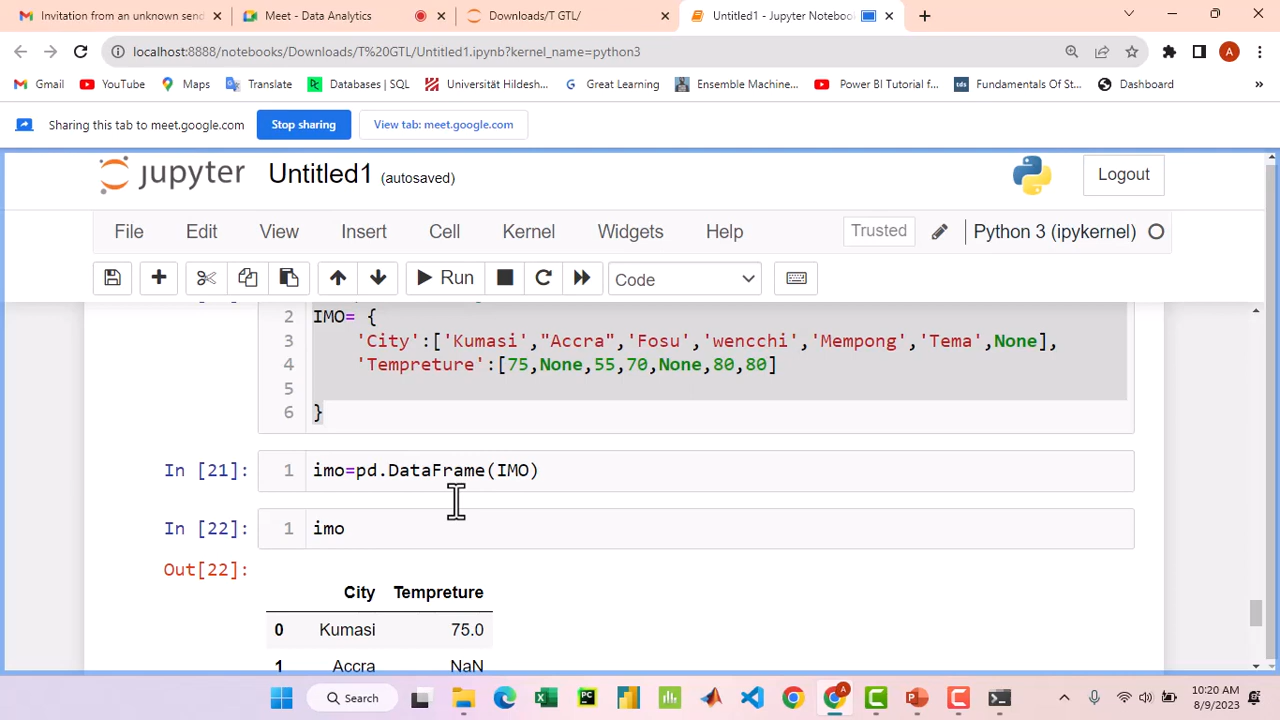 Invitation from an unknown send
Meet - Data Analytics
Downloads/T GTL/
Untitled1 - Jupyter Notebook
localhost:8888/notebooks/Downloads/T%20GTL/Untitled1.ipynb?kernel_name=python3
A
Gmail
YouTube
Maps
Translate
Databases | SQL
Universität Hildesh...
Great Learning
Ensemble Machine...
Power BI Tutorial f...
Fundamentals Of St...
Dashboard
»
Sharing this tab to meet.google.com
Stop sharing
View tab: meet.google.com
jupyter Untitled1 (autosaved)
Logout
File Edit View Insert Cell Kernel Widgets Help
Trusted
Python 3 (ipykernel)
Run
Code
2 IMO= {
3 'City':['Kumasi',"Accra",'Fosu','wencchi','Mempong','Tema',None],
4 'Tempreture':[75,None,55,70,None,80,80]
5
6 }
In [21]: 1 imo=pd.DataFrame(IMO)
In [22]: 1 imo
Out[22]:
City Tempreture
0 Kumasi 75.0
1 Accra NaN
Search
A
10:20 AM
8/9/2023